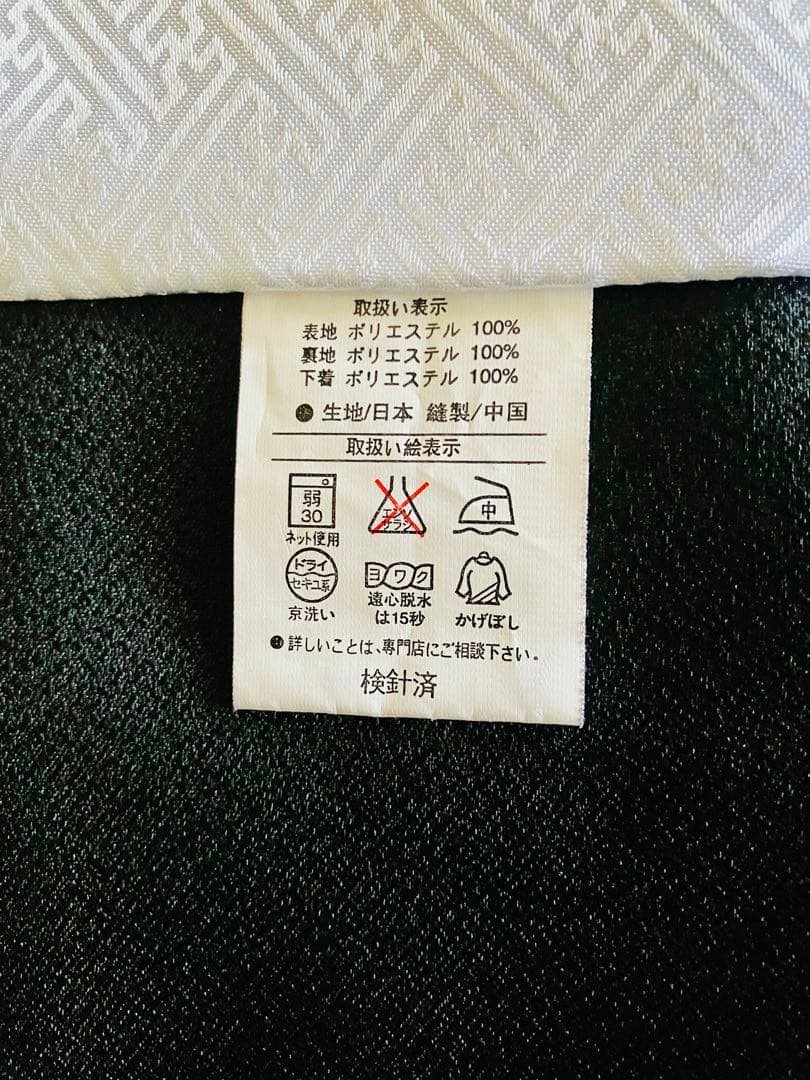 取扱い表示
表地 ポリエステル 100%
裏地 ポリエステル 100%
下着 ポリエステル 100%
生地/日本 縫製/中国
取扱い絵表示
弱
30
ネット使用
エンソ
サラシ
中
ドライ
セキユ系
京洗い
ヨワク
遠心脱水
は15秒
かげぼし
詳しいことは、専門店にご相談下さい。
検針済